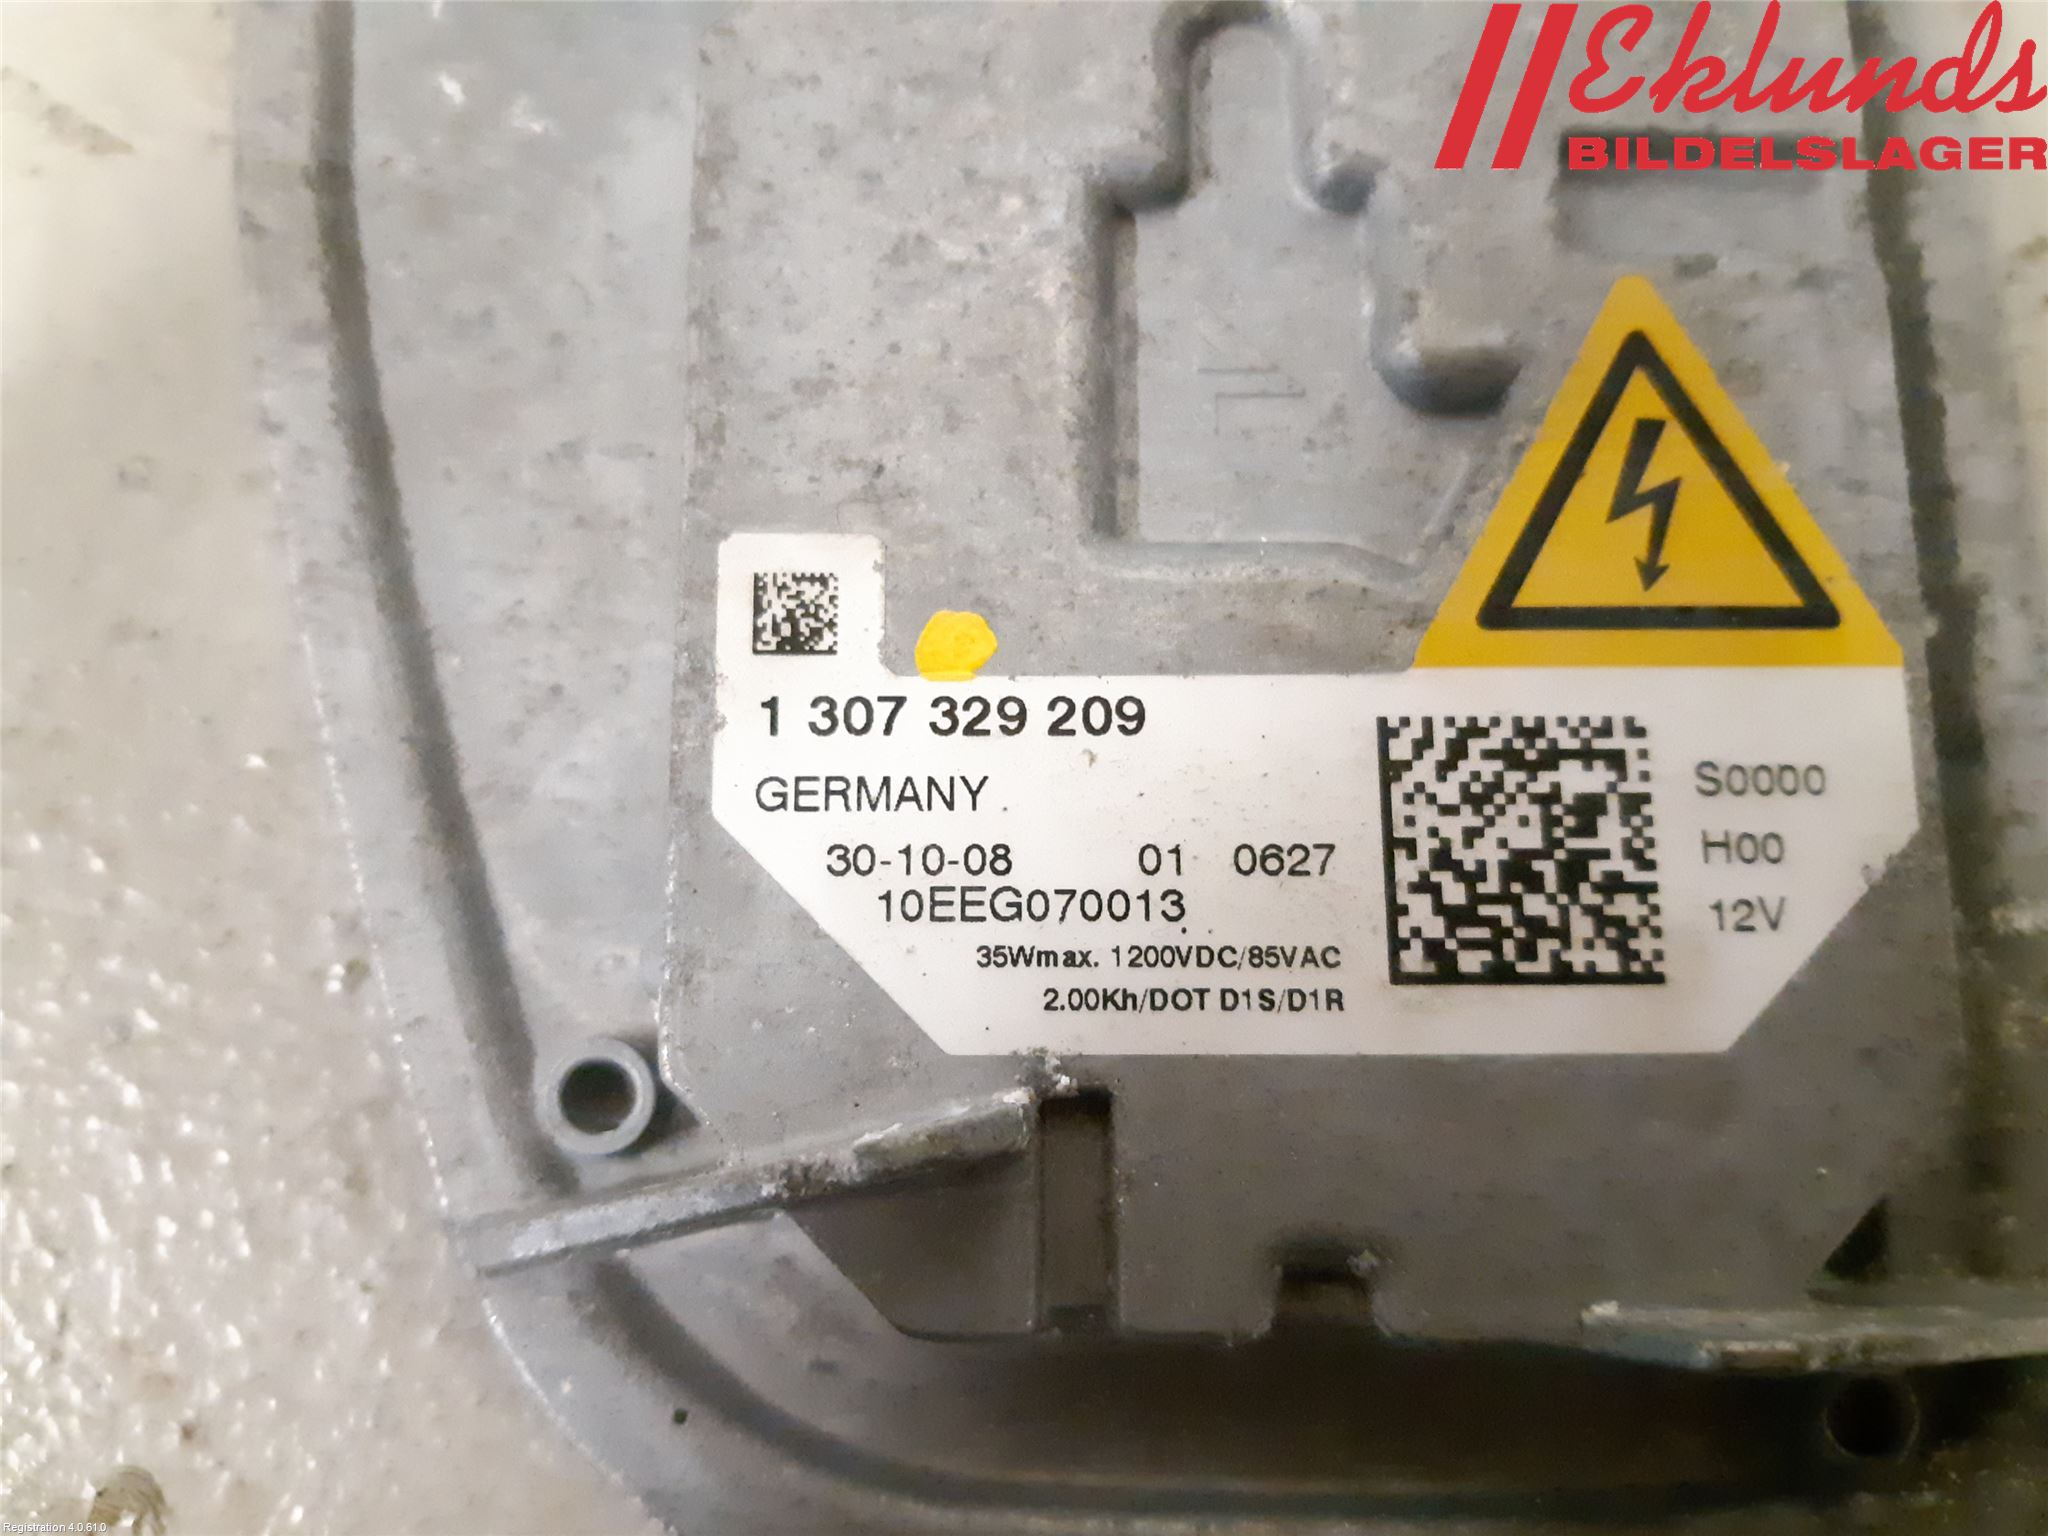 Eklunds
BILDELSLAGER
1 307 329 209
GERMANY
S0000
30-10-08 01 0627
H00
10EEG070013
12V
35Wmax. 1200VDC/85VAC
2.00Kh/DOT D1S/D1R
Registration 4.0.61.0